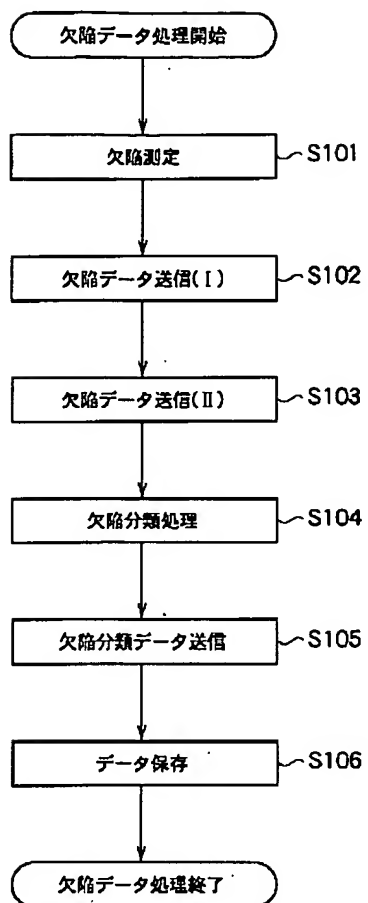 欠陥データ処理開始
欠陥測定 S101
欠陥データ送信(I) S102
欠陥データ送信(II) S103
欠陥分類処理 S104
欠陥分類データ送信 S105
データ保存 S106
欠陥データ処理終了